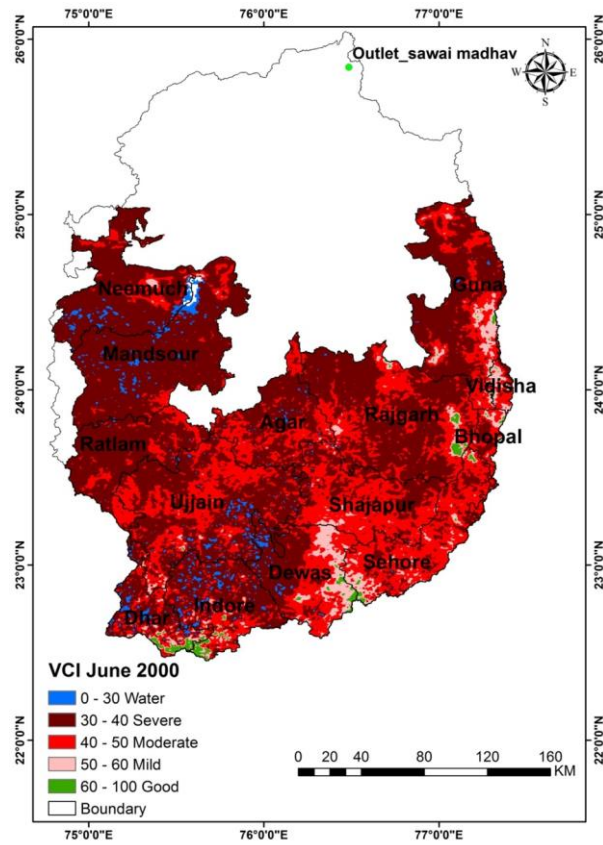 75°0'0"E 76°0'0"E 77°0'0"E
26°0'0"N
26°0'0"N
Outlet_sawai madhav
N
W E
S
25°0'0"N
25°0'0"N
Neemuch
Guna
Mandsour
24°0'0"N
24°0'0"N
Vidisha
Rajgarh
Agar
Bhopal
Ratlam
Ujjain
Shajapur
23°0'0"N
23°0'0"N
Sehore
Dewas
Indore
Dhar
VCI June 2000
0 - 30 Water
30 - 40 Severe
40 - 50 Moderate
50 - 60 Mild
60 - 100 Good
Boundary
22°0'0"N
22°0'0"N
0 20 40 80 120 160
KM
75°0'0"E 76°0'0"E 77°0'0"E